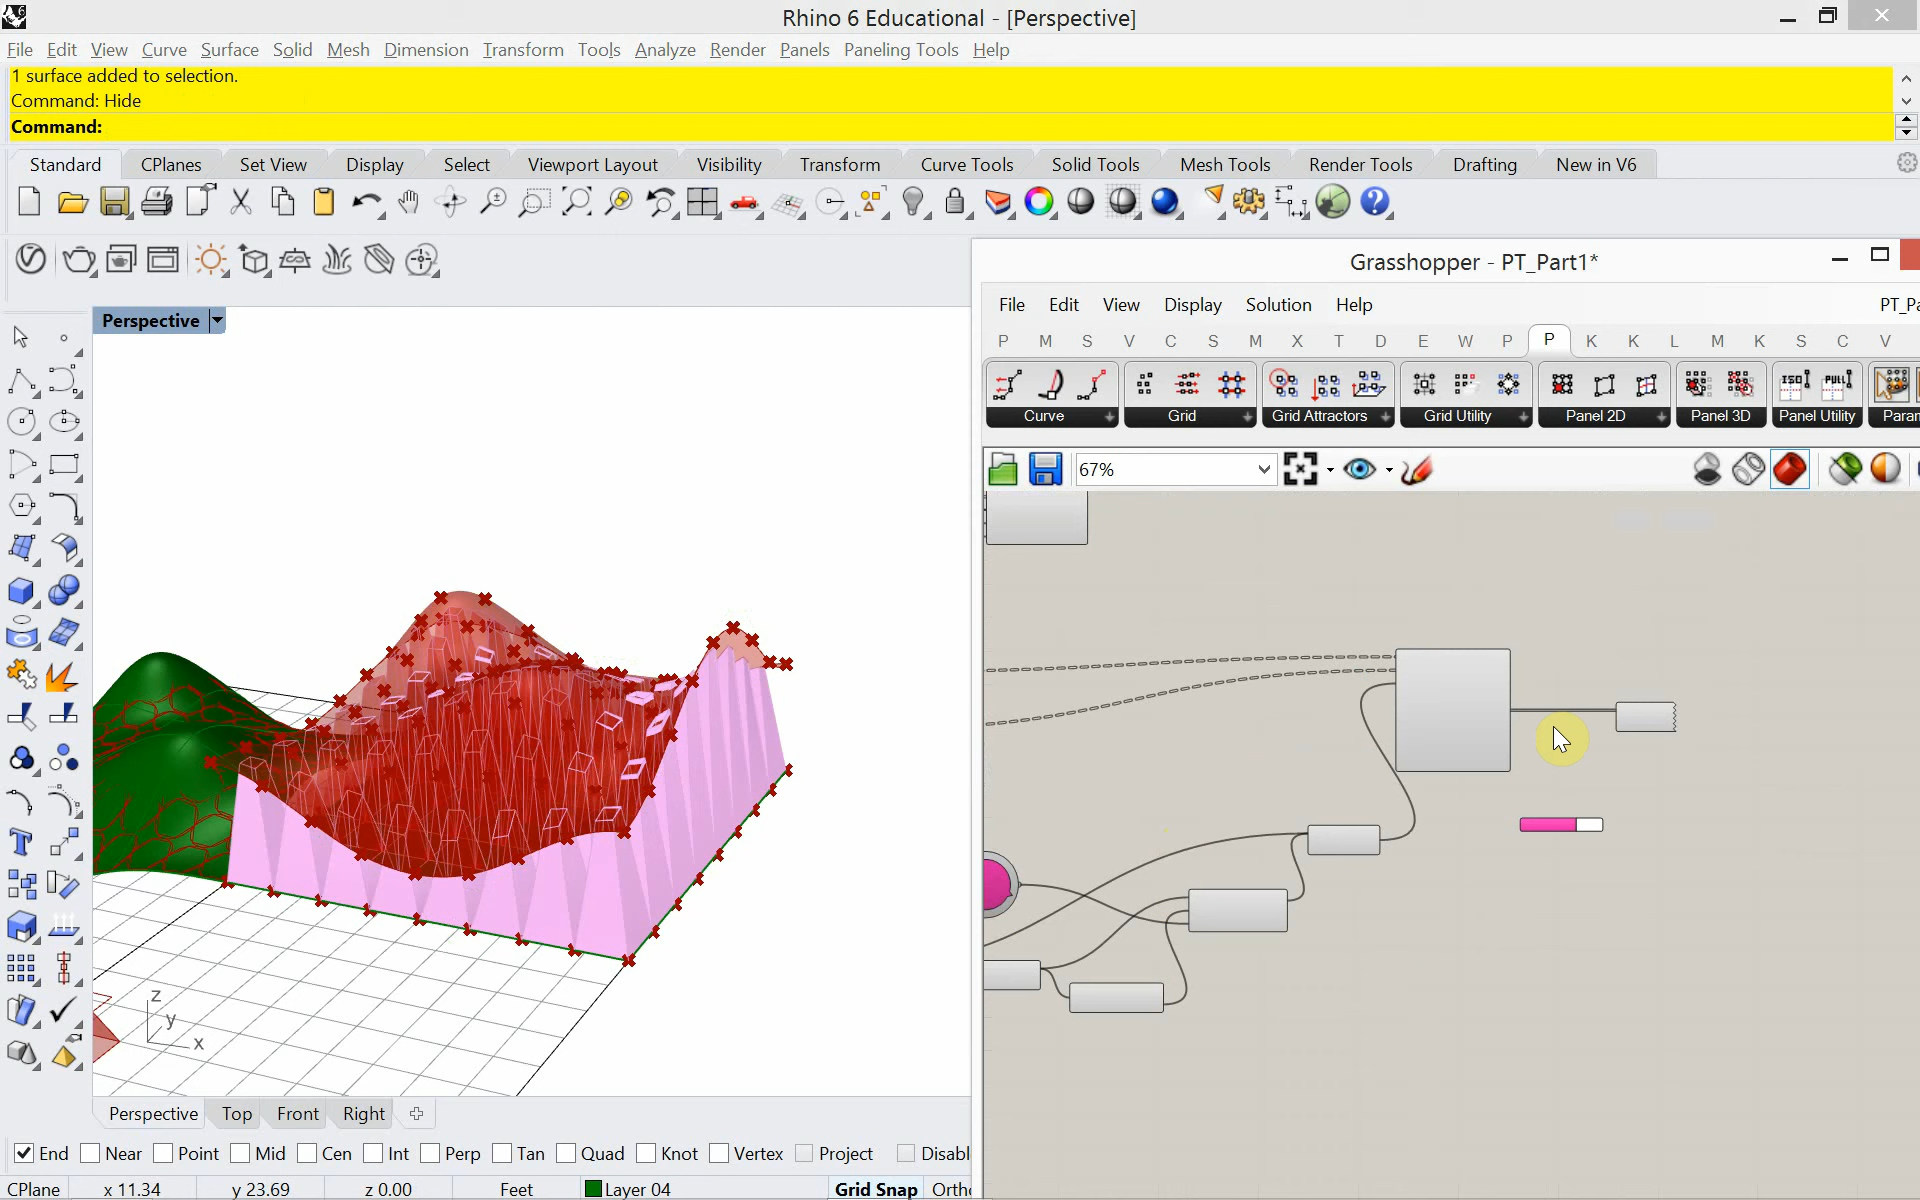 Rhino 6 Educational - [Perspective]
File Edit View Curve Surface Solid Mesh Dimension Transform Tools Analyze Render Panels Paneling Tools Help
1 surface added to selection.
Command: Hide
Command:
Standard CPlanes Set View Display Select Viewport Layout Visibility Transform Curve Tools Solid Tools Mesh Tools Render Tools Drafting New in V6
Grasshopper - PT_Part1*
File Edit View Display Solution Help PT_Pa
P M S V C S M X T D E W P P K K L M K S C V
Curve Grid Grid Attractors Grid Utility Panel 2D Panel 3D Panel Utility Param
67%
Perspective
z
y
x
Perspective Top Front Right
End Near Point Mid Cen Int Perp Tan Quad Knot Vertex Project Disabl
CPlane x 11.34 y 23.69 z 0.00 Feet Layer 04 Grid Snap Ortho